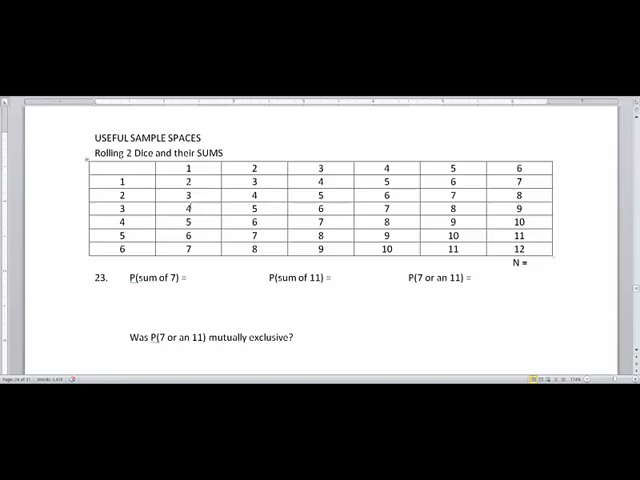 USEFUL SAMPLE SPACES
Rolling 2 Dice and their SUMS
1 2 3 4 5 6
1 2 3 4 5 6 7
2 3 4 5 6 7 8
3 4 5 6 7 8 9
4 5 6 7 8 9 10
5 6 7 8 9 10 11
6 7 8 9 10 11 12
N =
23. P(sum of 7) = P(sum of 11) = P(7 or an 11) =
Was P(7 or an 11) mutually exclusive?